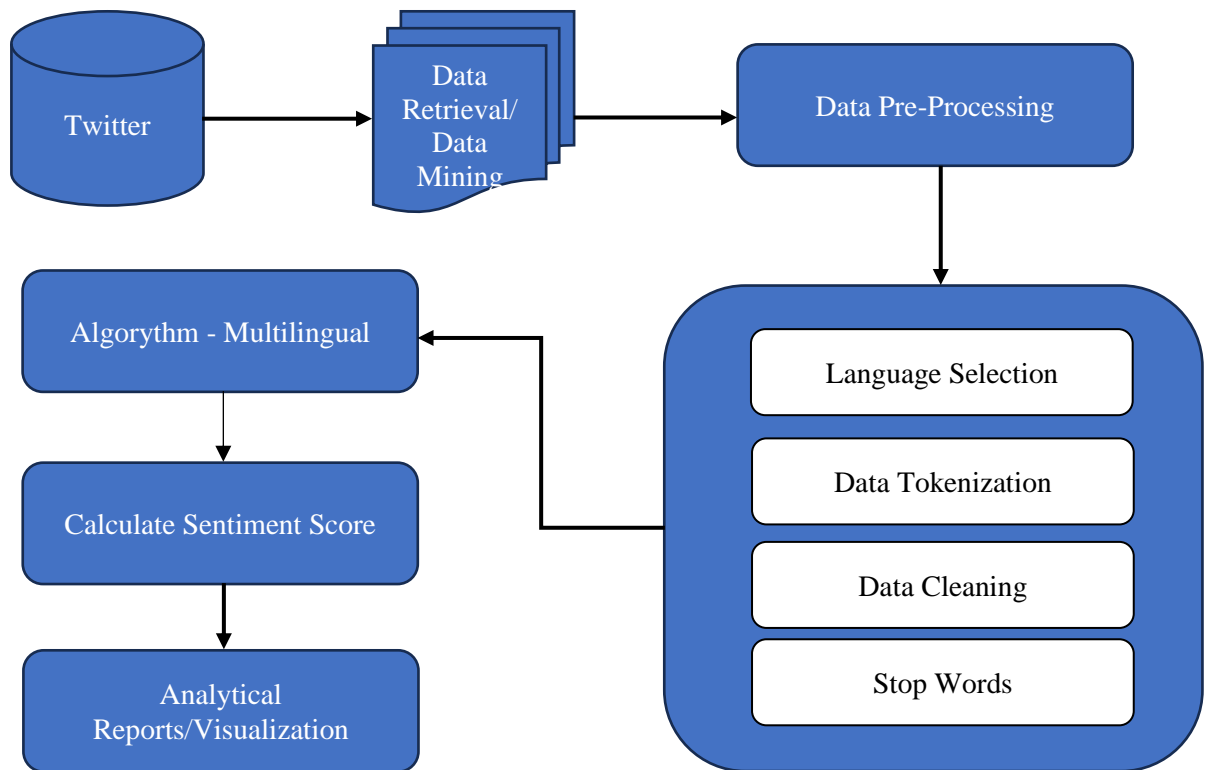 Twitter
Data
Retrieval/
Data
Mining
Data Pre-Processing
Language Selection
Data Tokenization
Data Cleaning
Stop Words
Algorythm - Multilingual
Calculate Sentiment Score
Analytical
Reports/Visualization